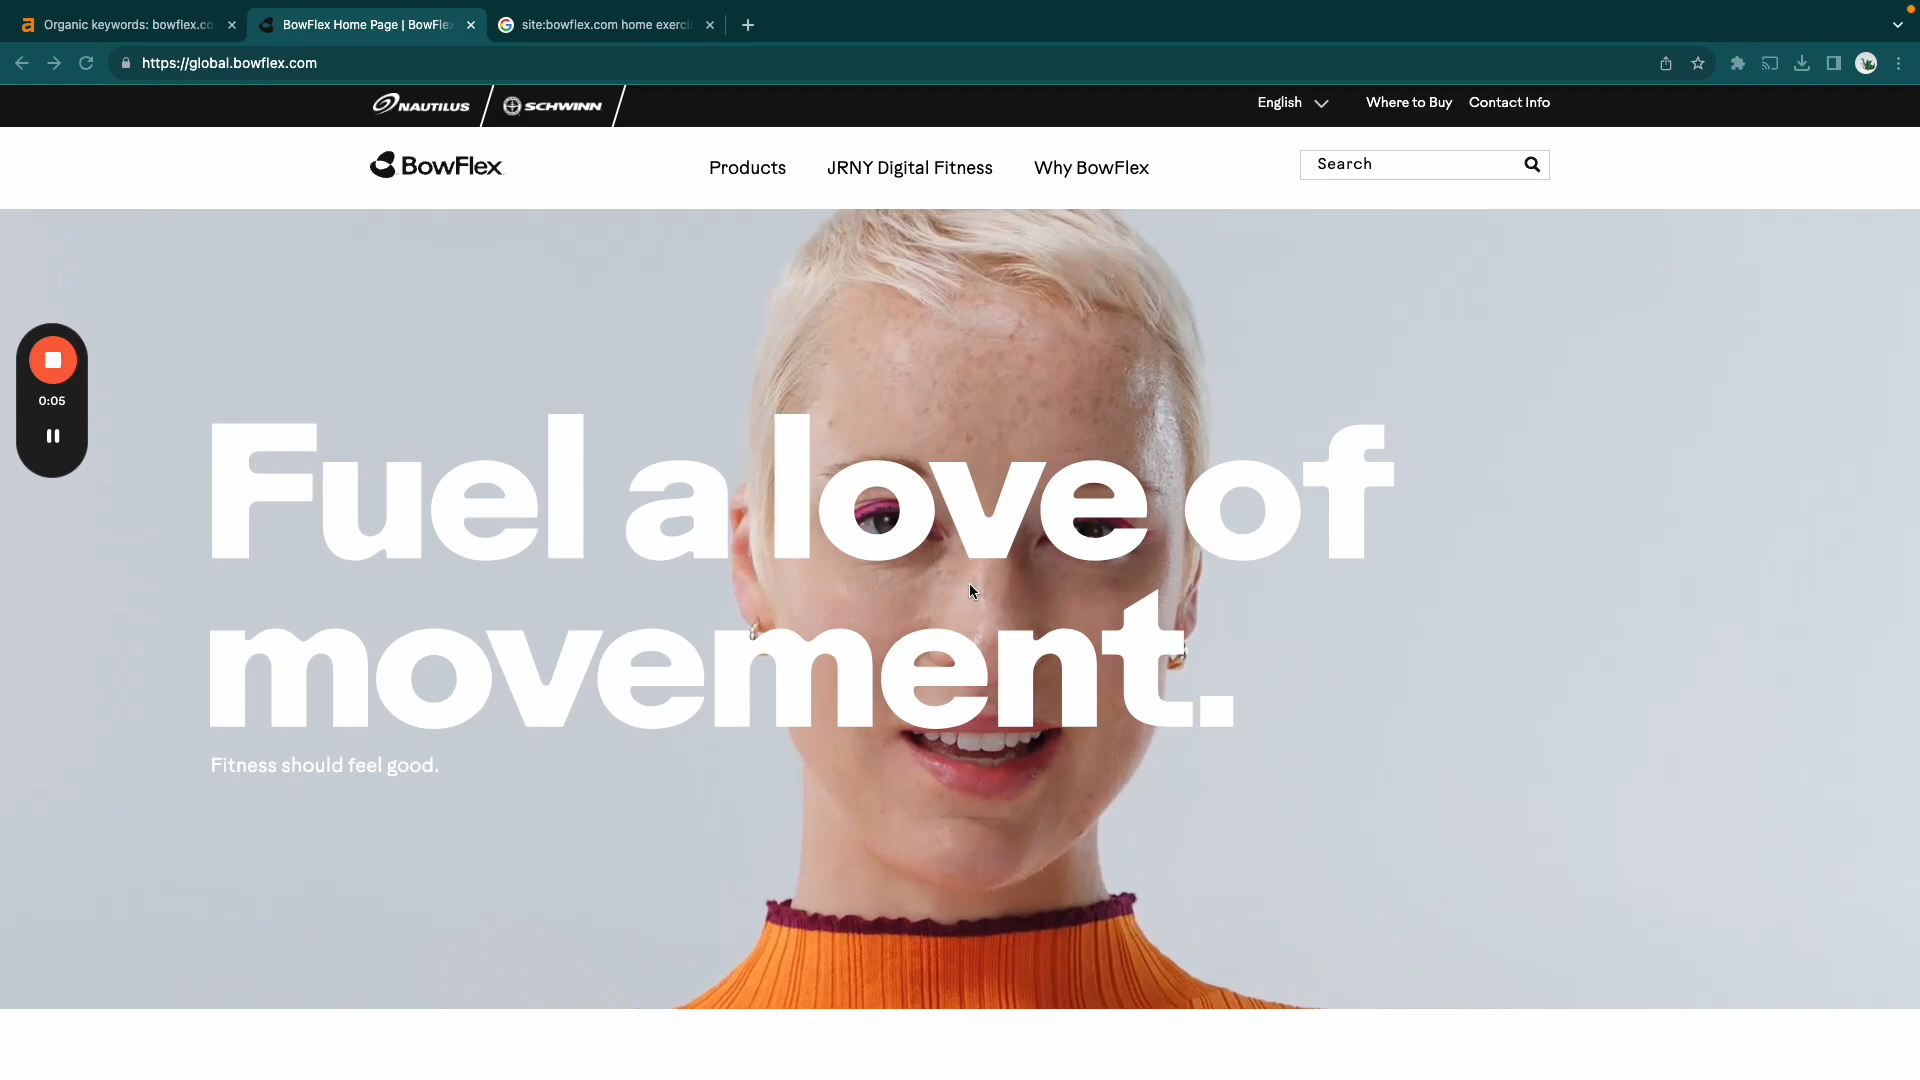 Organic keywords: bowflex.co
BowFlex Home Page | BowFle
site:bowflex.com home exerci
https://global.bowflex.com
NAUTILUS
SCHWINN
English
Where to Buy
Contact Info
BowFlex
Products
JRNY Digital Fitness
Why BowFlex
Search
0:05
Fuel a love of
movement.
Fitness should feel good.